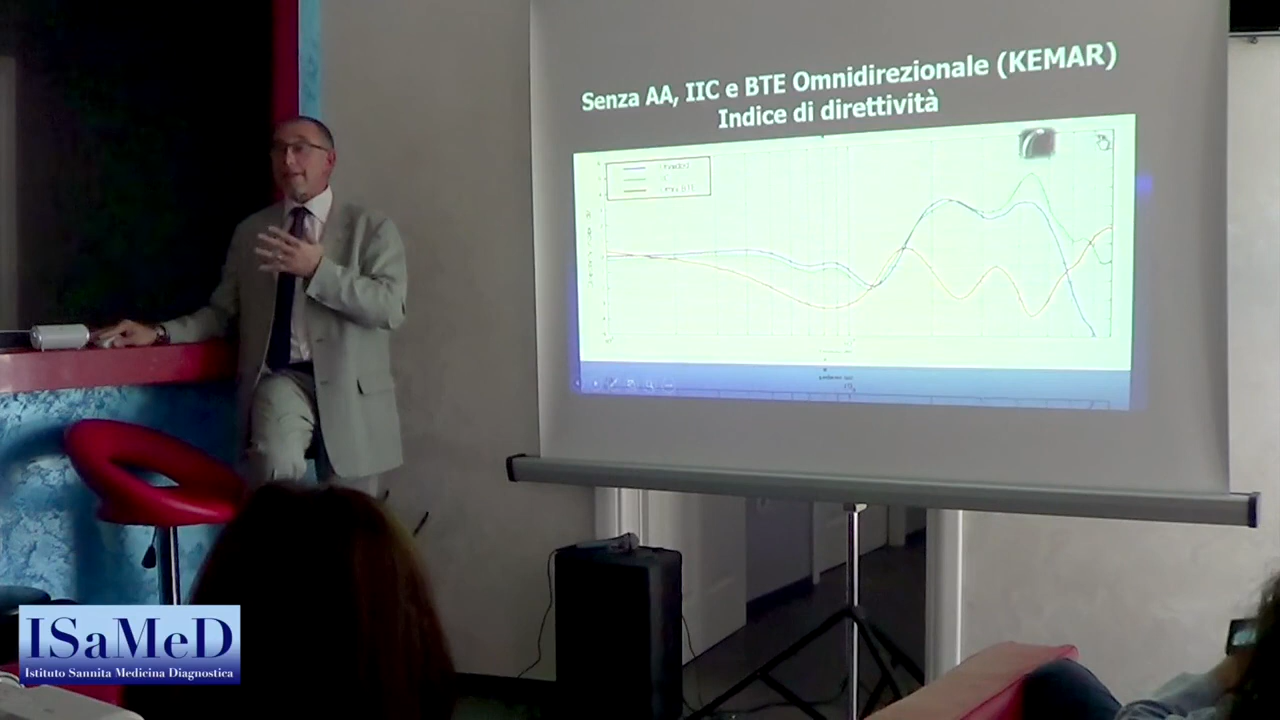 Senza AA, IIC e BTE Omnidirezionale (KEMAR)
Indice di direttività
ISaMeD
Istituto Sannita Medicina Diagnostica